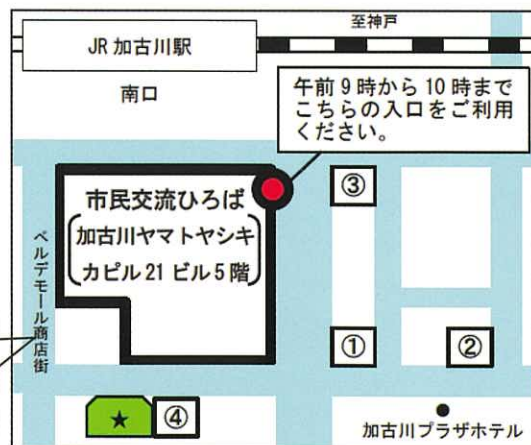 至神戸
JR 加古川駅
南口
午前 9 時から 10 時まで
こちらの入口をご利用
ください。
市民交流ひろば
加古川ヤマトヤシキ
カピル 21 ビル 5 階
ベルデモール商店街
③
①
②
★
④
加古川プラザホテル